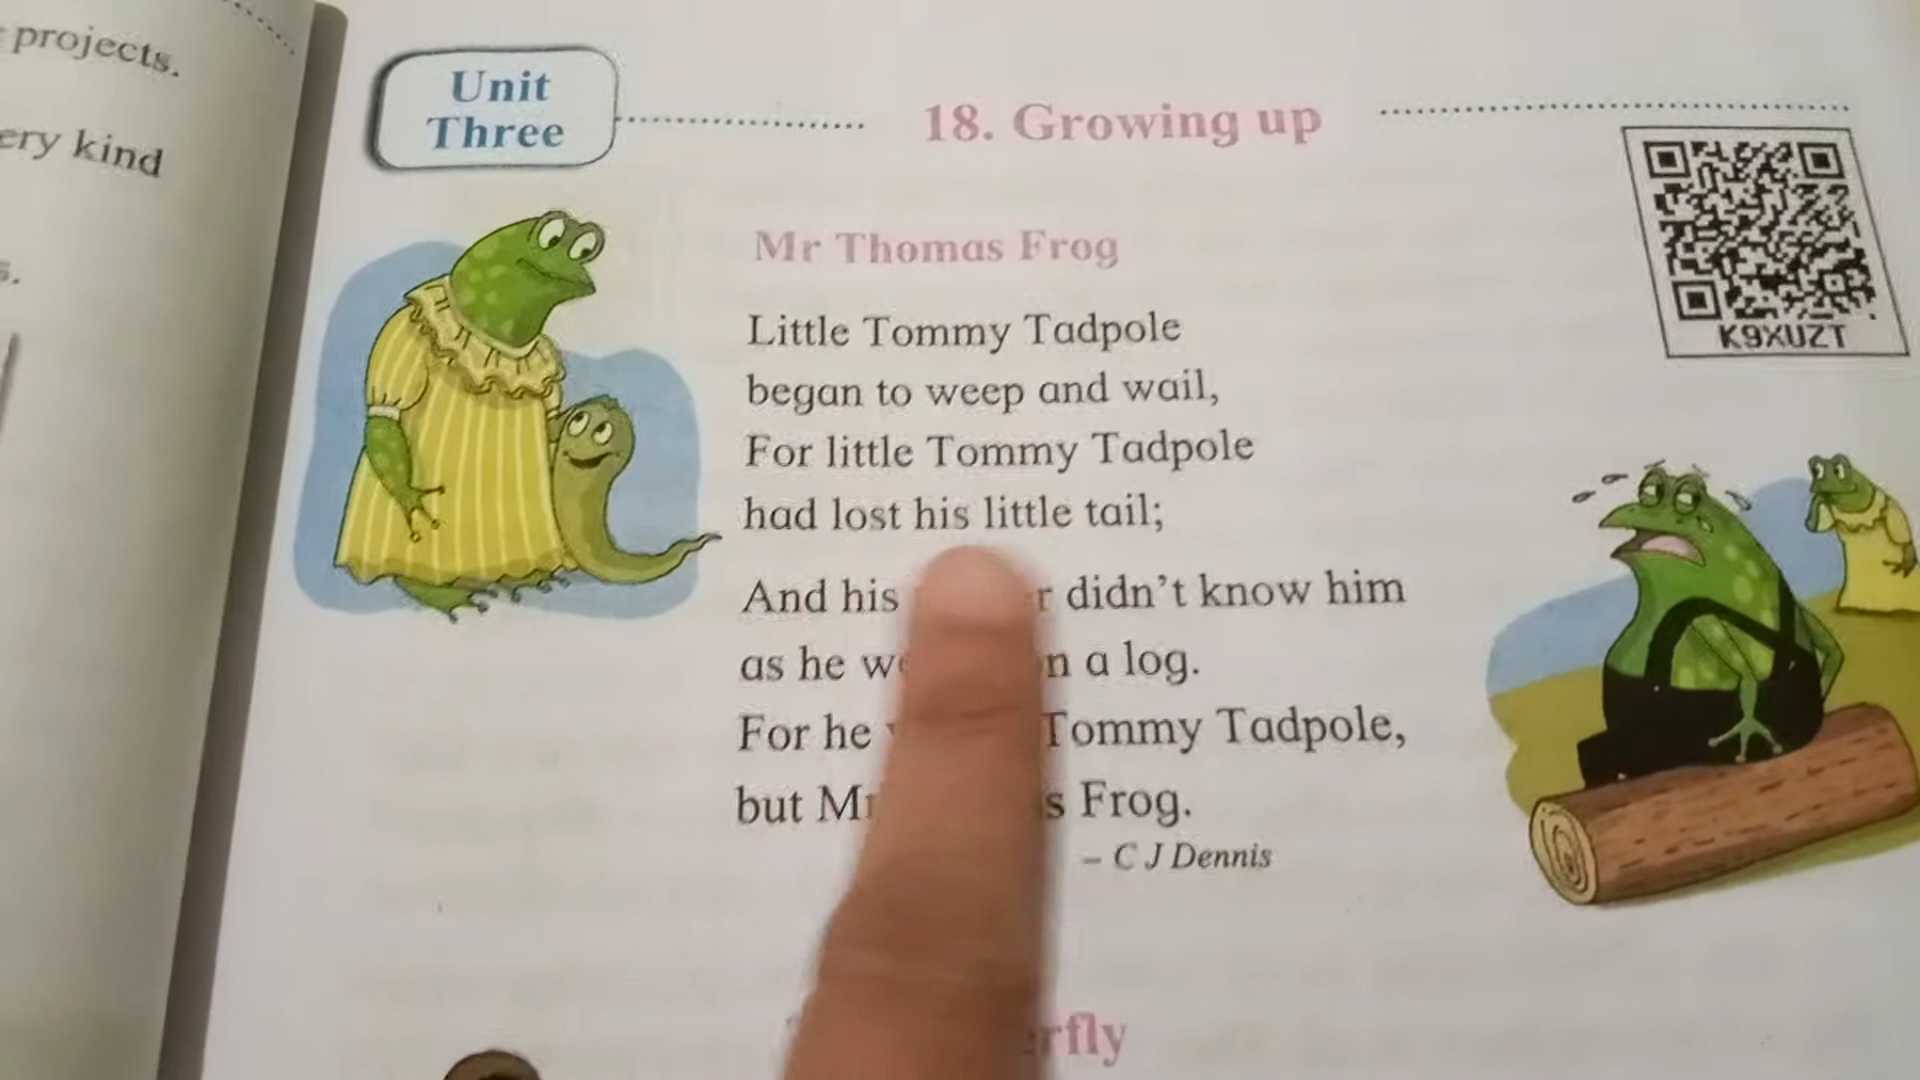 projects.
ery kind
s.
Unit
Three
18. Growing up
K9XUZT
Mr Thomas Frog
Little Tommy Tadpole
began to weep and wail,
For little Tommy Tadpole
had lost his little tail;
And his r didn't know him
as he n a log.
For he Tommy Tadpole,
but Mr s Frog.
– C J Dennis
rfly